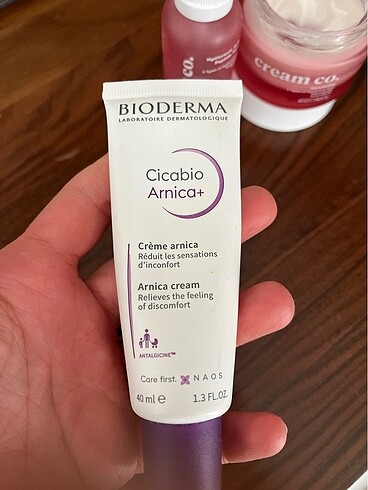 co.
cream co.
BIODERMA
LABORATOIRE DERMATOLOGIQUE
Cicabio
Arnica+
Crème arnica
Réduit les sensations
d'inconfort
Arnica cream
Relieves the feeling
of discomfort
ANTALGICINE™
Care first. NAOS
40 ml e 1.3 FL.OZ.